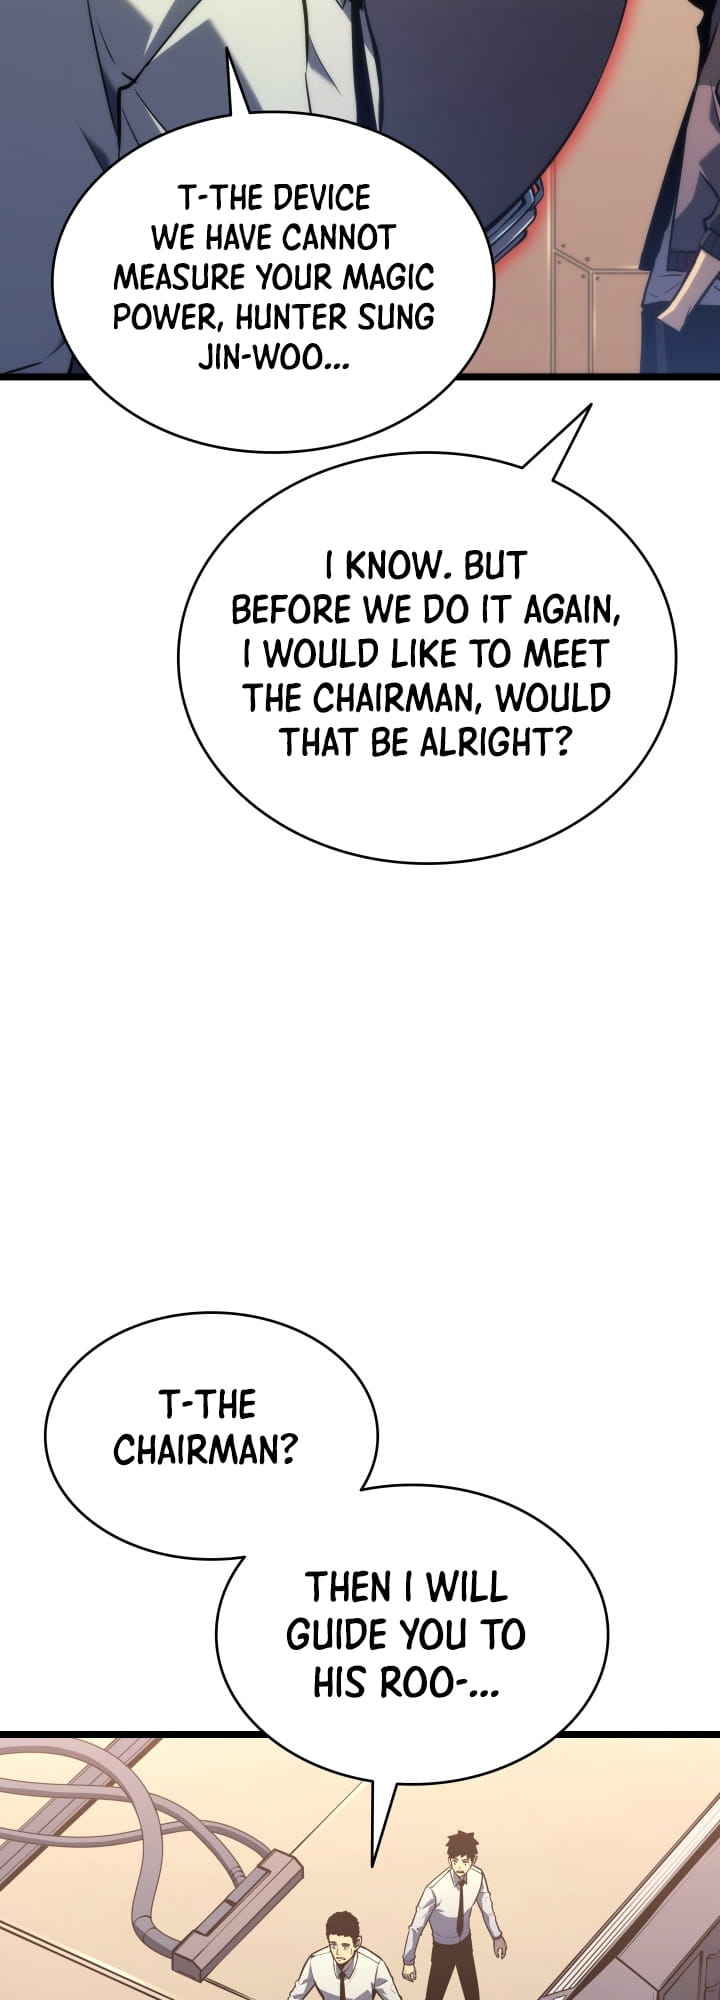 T-THE DEVICE
WE HAVE CANNOT
MEASURE YOUR MAGIC
POWER, HUNTER SUNG
JIN-WOO...
I KNOW. BUT
BEFORE WE DO IT AGAIN,
I WOULD LIKE TO MEET
THE CHAIRMAN, WOULD
THAT BE ALRIGHT?
T-THE
CHAIRMAN?
THEN I WILL
GUIDE YOU TO
HIS ROO-...